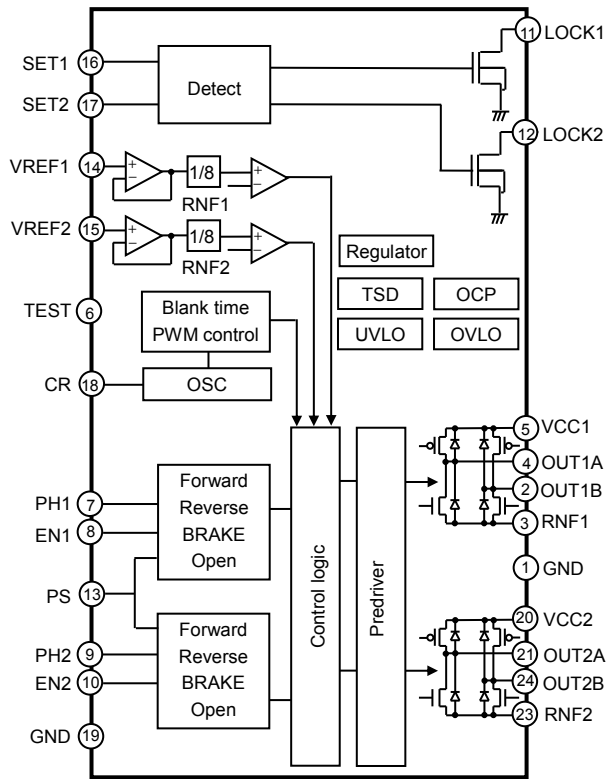 11 LOCK1
SET1 16
Detect
SET2 17
12 LOCK2
VREF1 14
+
−
1/8
+
−
RNF1
VREF2 15
+
−
1/8
+
−
RNF2
Regulator
TSD OCP
UVLO OVLO
TEST 6
Blank time
PWM control
CR 18
OSC
5 VCC1
4 OUT1A
2 OUT1B
3 RNF1
1 GND
PH1 7
EN1 8
Forward
Reverse
BRAKE
Open
PS 13
Control logic
Predriver
PH2 9
EN2 10
Forward
Reverse
BRAKE
Open
20 VCC2
21 OUT2A
24 OUT2B
23 RNF2
GND 19